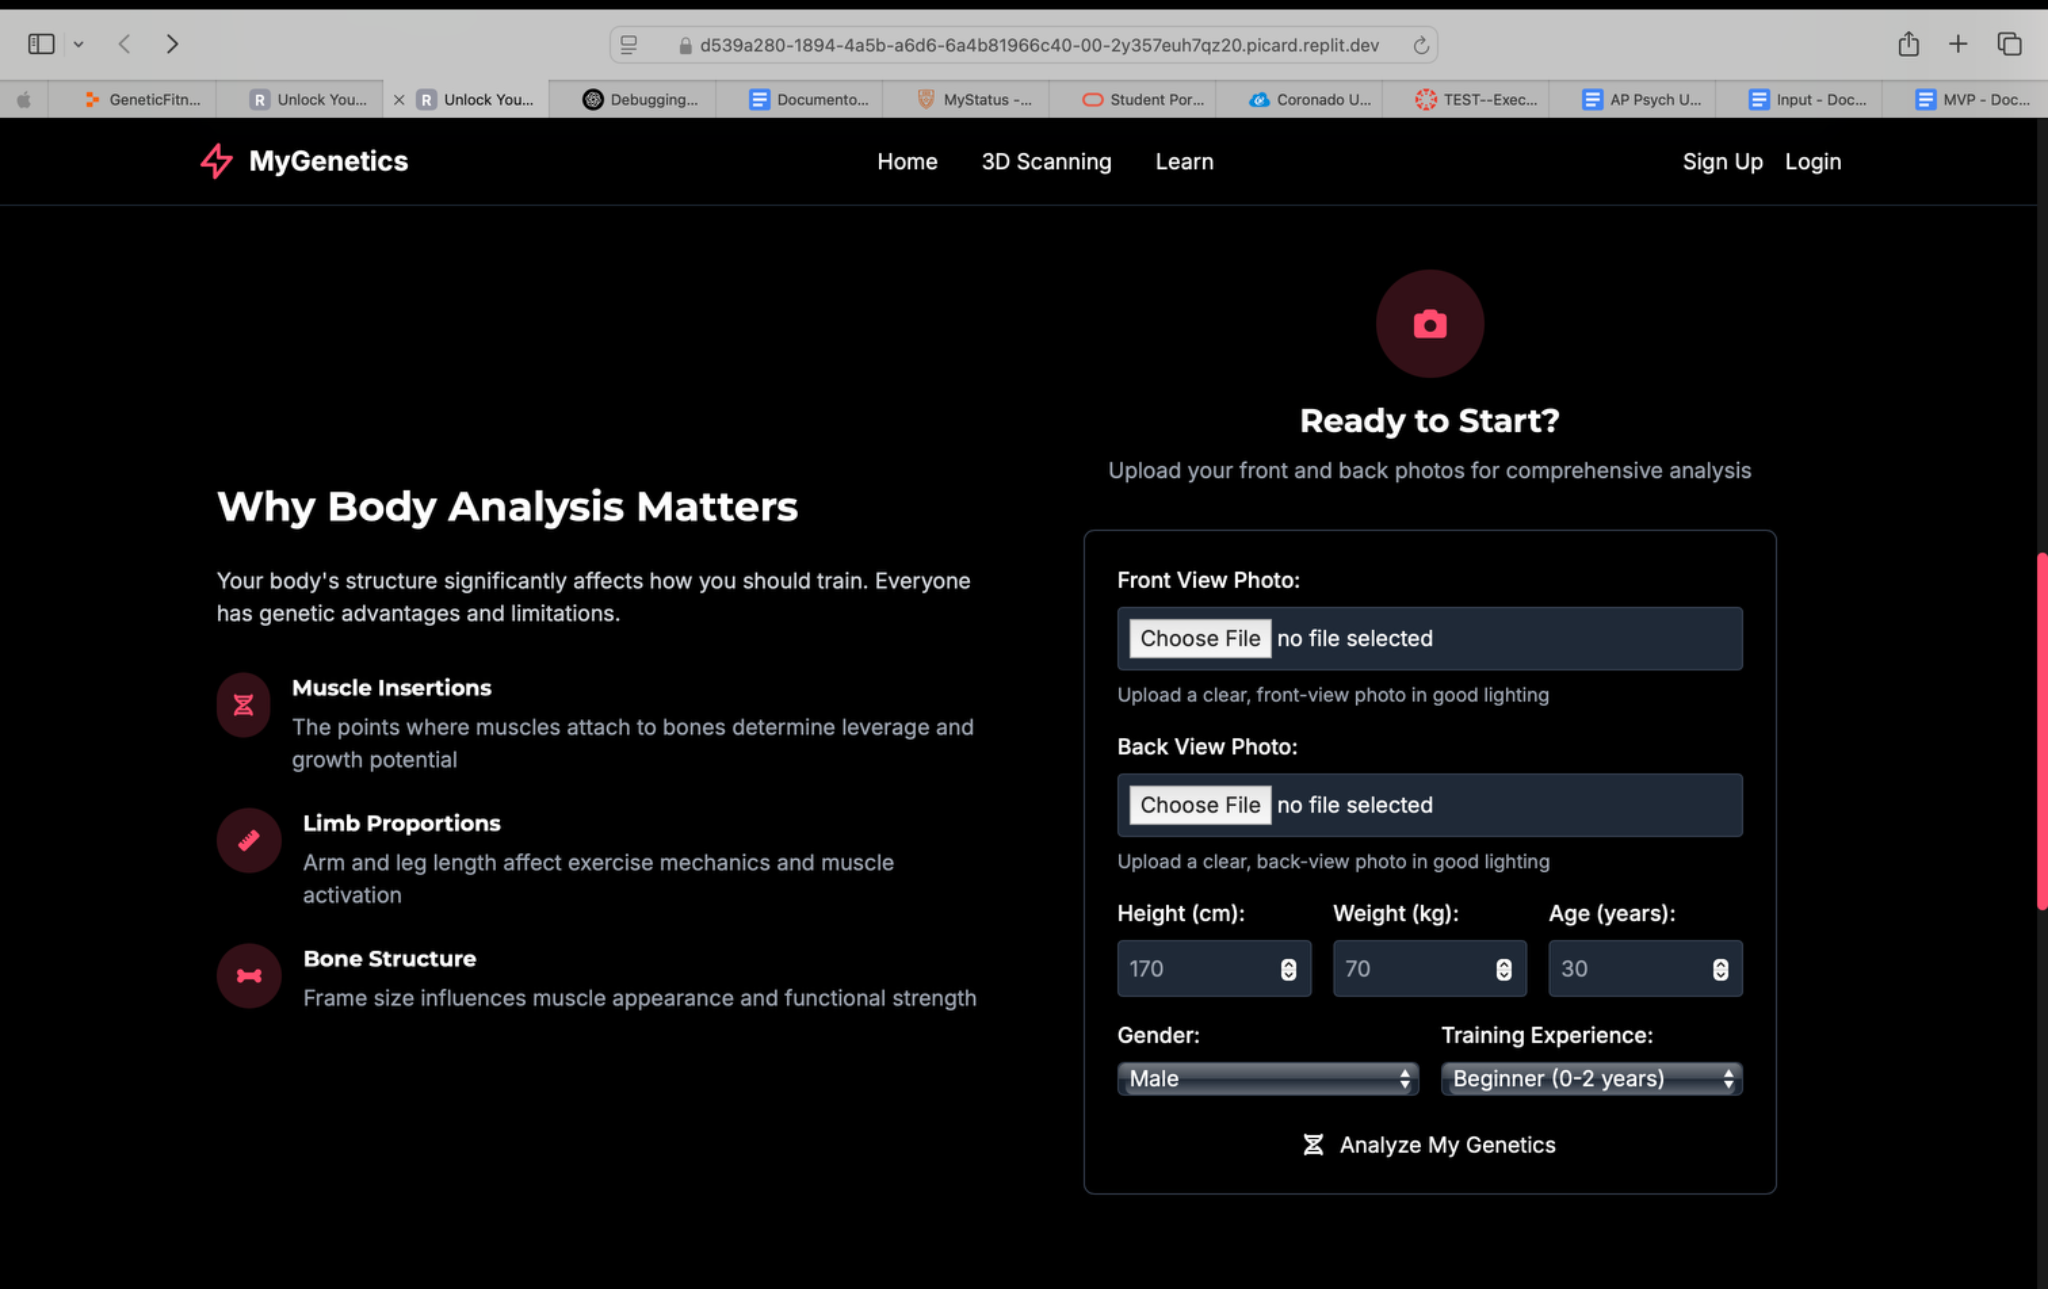 d539a280-1894-4a5b-a6d6-6a4b81966c40-00-2y357euh7qz20.picard.replit.dev
GeneticFitn...
R Unlock You...
R Unlock You...
Debugging...
Documento...
MyStatus -...
Student Por...
Coronado U...
TEST--Exec...
AP Psych U...
Input - Doc...
MVP - Doc...
MyGenetics
Home
3D Scanning
Learn
Sign Up
Login
Why Body Analysis Matters
Your body's structure significantly affects how you should train. Everyone
has genetic advantages and limitations.
Muscle Insertions
The points where muscles attach to bones determine leverage and
growth potential
Limb Proportions
Arm and leg length affect exercise mechanics and muscle
activation
Bone Structure
Frame size influences muscle appearance and functional strength
Ready to Start?
Upload your front and back photos for comprehensive analysis
Front View Photo:
Choose File no file selected
Upload a clear, front-view photo in good lighting
Back View Photo:
Choose File no file selected
Upload a clear, back-view photo in good lighting
Height (cm):
Weight (kg):
Age (years):
170
70
30
Gender:
Training Experience:
Male
Beginner (0-2 years)
Analyze My Genetics